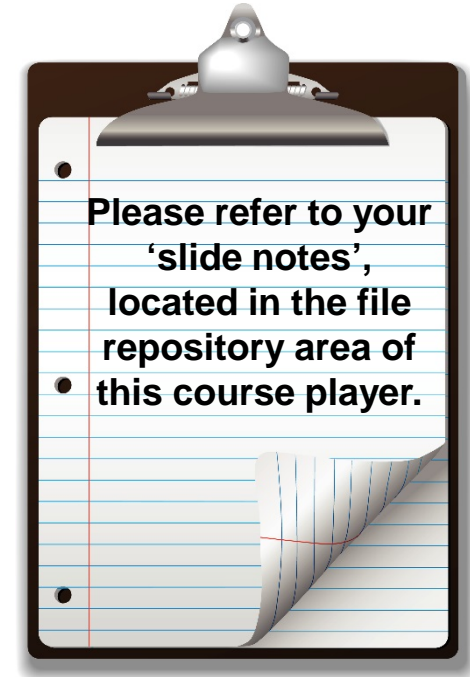 Please refer to your
‘slide notes’,
located in the file
repository area of
this course player.